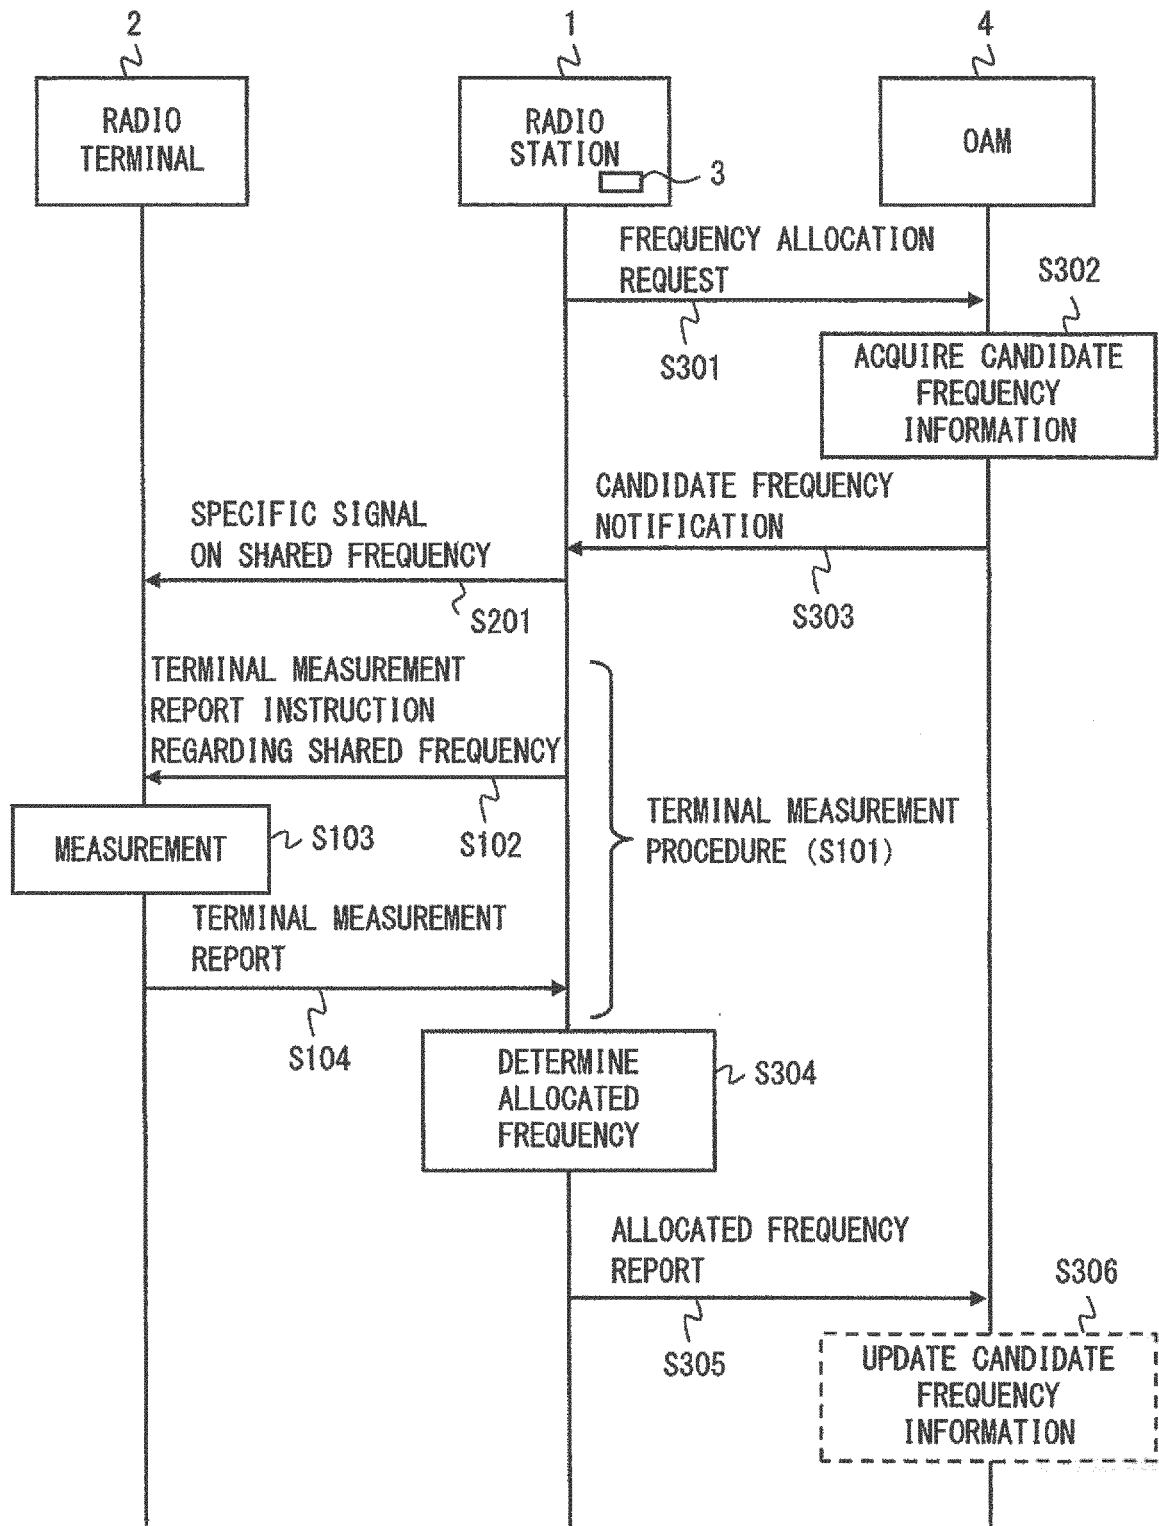 2
1
4
RADIO
TERMINAL
RADIO
STATION
3
OAM
FREQUENCY ALLOCATION
REQUEST
S301
S302
ACQUIRE CANDIDATE
FREQUENCY
INFORMATION
CANDIDATE FREQUENCY
NOTIFICATION
S303
SPECIFIC SIGNAL
ON SHARED FREQUENCY
S201
TERMINAL MEASUREMENT
REPORT INSTRUCTION
REGARDING SHARED FREQUENCY
S102
MEASUREMENT
S103
TERMINAL MEASUREMENT
PROCEDURE (S101)
TERMINAL MEASUREMENT
REPORT
S104
DETERMINE
ALLOCATED
FREQUENCY
S304
ALLOCATED FREQUENCY
REPORT
S305
S306
UPDATE CANDIDATE
FREQUENCY
INFORMATION